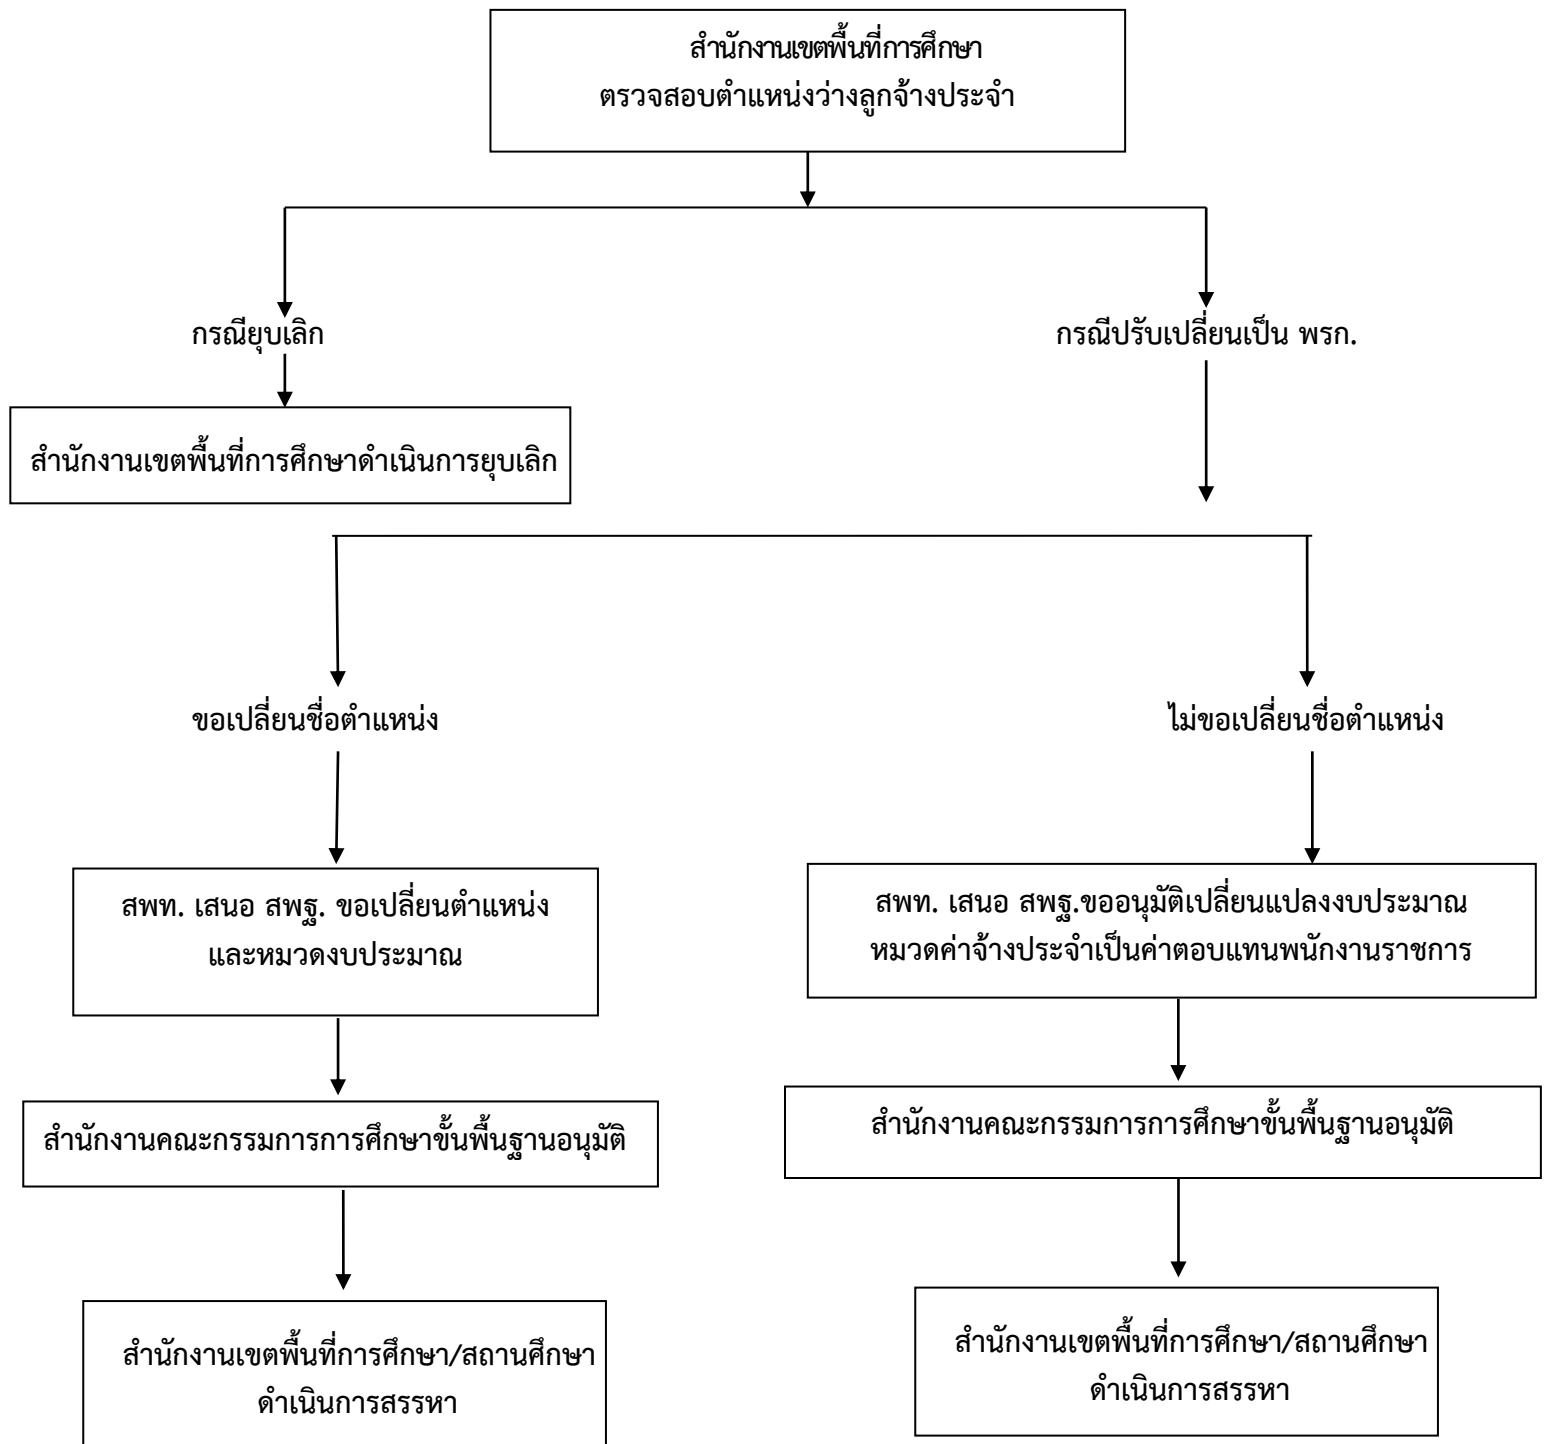 สำนักงานเขตพื้นที่การศึกษา
ตรวจสอบตำแหน่งว่างลูกจ้างประจำ
กรณียุบเลิก
กรณีปรับเปลี่ยนเป็น พรก.
สำนักงานเขตพื้นที่การศึกษาดำเนินการยุบเลิก
ขอเปลี่ยนชื่อตำแหน่ง
ไม่ขอเปลี่ยนชื่อตำแหน่ง
สพท. เสนอ สพฐ. ขอเปลี่ยนตำแหน่ง
และหมวดงบประมาณ
สพท. เสนอ สพฐ.ขออนุมัติเปลี่ยนแปลงงบประมาณ
หมวดค่าจ้างประจำเป็นค่าตอบแทนพนักงานราชการ
สำนักงานคณะกรรมการการศึกษาขั้นพื้นฐานอนุมัติ
สำนักงานคณะกรรมการการศึกษาขั้นพื้นฐานอนุมัติ
สำนักงานเขตพื้นที่การศึกษา/สถานศึกษา
ดำเนินการสรรหา
สำนักงานเขตพื้นที่การศึกษา/สถานศึกษา
ดำเนินการสรรหา